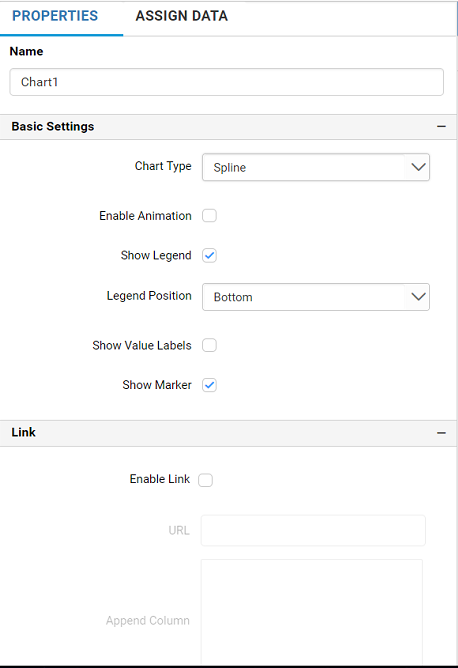 PROPERTIES ASSIGN DATA
Name
Chart1
Basic Settings
Chart Type Spline
Enable Animation
Show Legend
Legend Position Bottom
Show Value Labels
Show Marker
Link
Enable Link
URL
Append Column